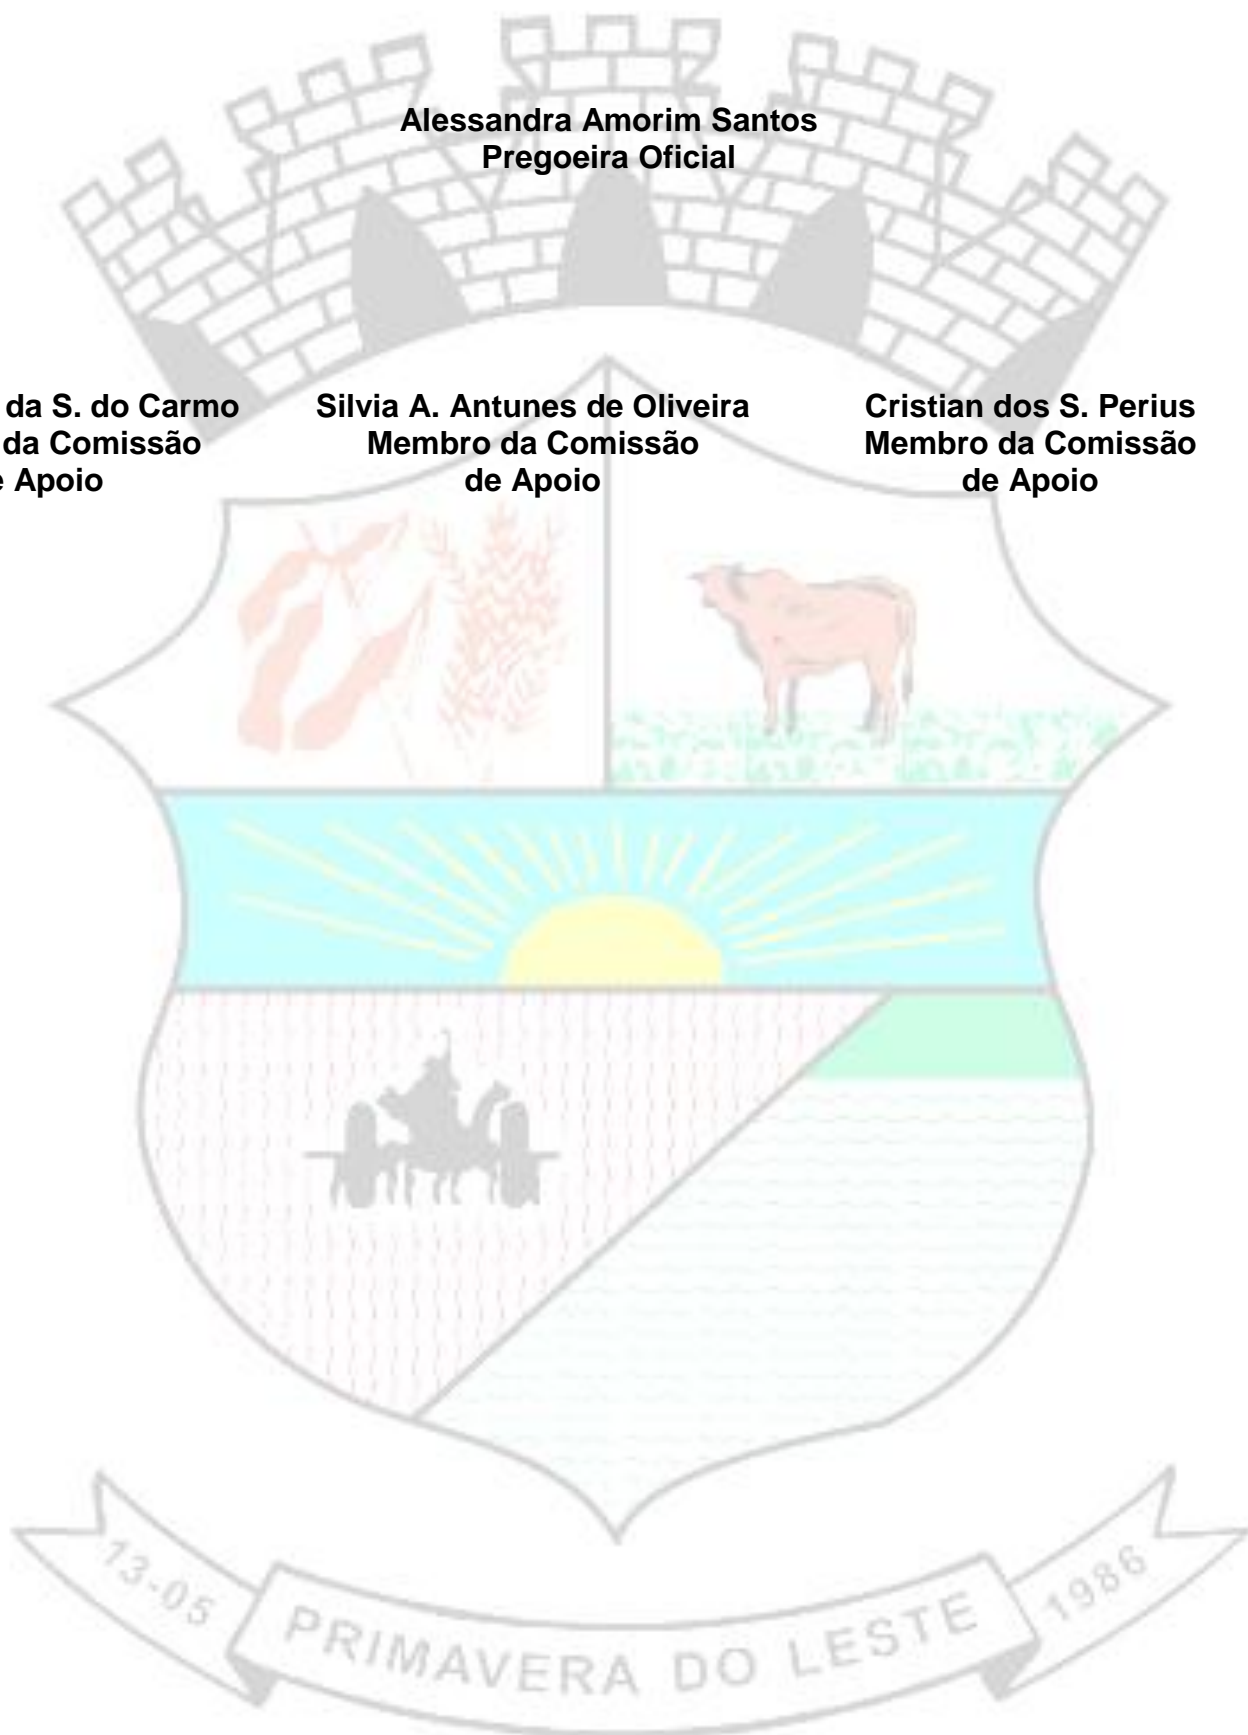 Alessandra Amorim Santos
Pregoeira Oficial
da S. do Carmo
da Comissão
Apoio
Silvia A. Antunes de Oliveira
Membro da Comissão
de Apoio
Cristian dos S. Perius
Membro da Comissão
de Apoio
13-05
PRIMAVERA DO LESTE
1986